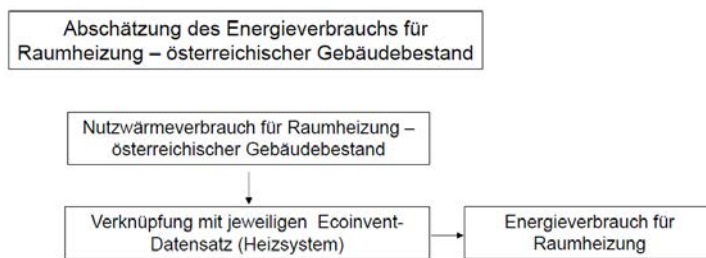 Abschätzung des Energieverbrauchs für
Raumheizung – österreichischer Gebäudebestand
Nutzwärmeverbrauch für Raumheizung –
österreichischer Gebäudebestand
Verknüpfung mit jeweiligen Ecoinvent-
Datensatz (Heizsystem)
Energieverbrauch für
Raumheizung